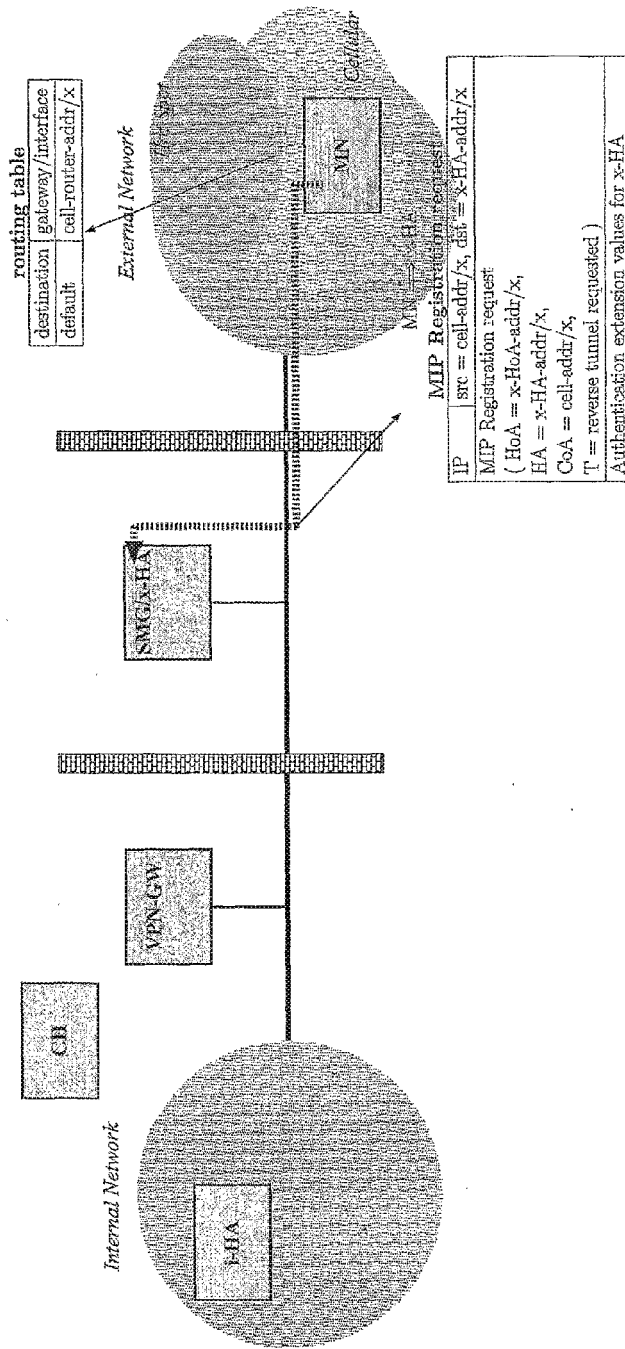 routing table
destination gateway/interface
default cell-router-addr/x
External Network
Cellular
MN
SMG/x-HA
VPN-GW
CH
Internal Network
i-HA
MIP Registration request
IP src = cell-addr/x, dst = x-HA-addr/x
MIP Registration request
( HoA = x-HoA-addr/x,
HA = x-HA-addr/x,
CoA = cell-addr/x,
T = reverse tunnel requested )
Authentication extension values for x-HA